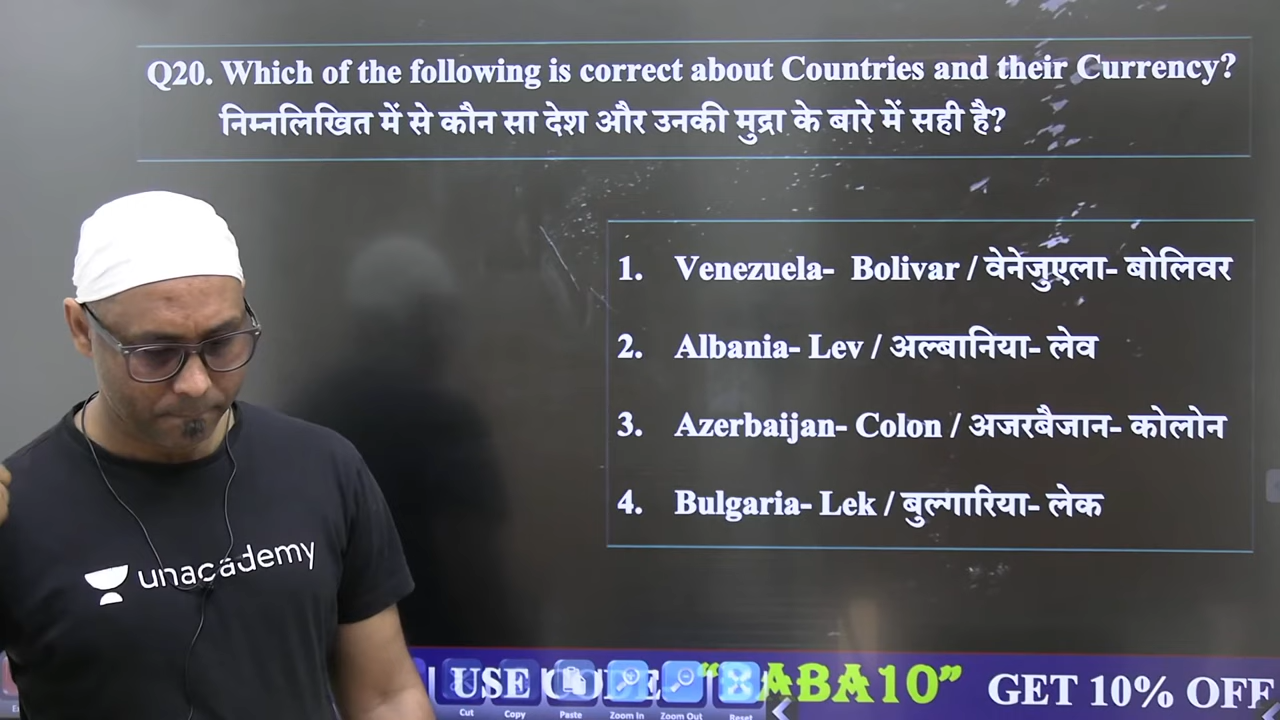 Q20. Which of the following is correct about Countries and their Currency?
निम्नलिखित में से कौन सा देश और उनकी मुद्रा के बारे में सही है?
1. Venezuela- Bolivar / वेनेजुएला- बोलिवर
2. Albania- Lev / अल्बानिया- लेव
3. Azerbaijan- Colon / अजरबैजान- कोलोन
4. Bulgaria- Lek / बुल्गारिया- लेक
unacademy
USE CODE "BABA10" GET 10% OFF
Cut Copy Paste Zoom In Zoom Out Reset